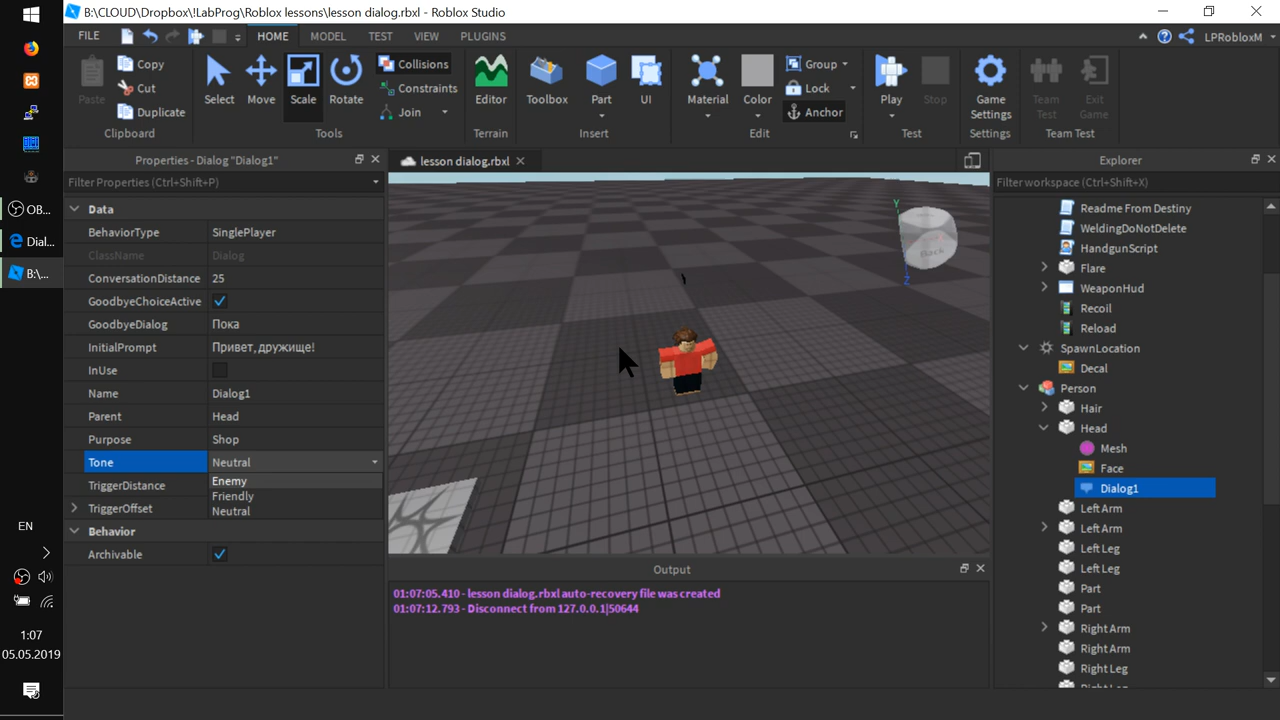 B:\CLOUD\Dropbox\!LabProg\Roblox lessons\lesson dialog.rbxl - Roblox Studio
FILE
HOME
MODEL
TEST
VIEW
PLUGINS
LPRobloxM
Paste
Copy
Cut
Duplicate
Clipboard
Select
Move
Scale
Rotate
Collisions
Constraints
Join
Tools
Editor
Terrain
Toolbox
Part
UI
Insert
Material
Color
Group
Lock
Anchor
Edit
Play
Stop
Test
Game
Settings
Settings
Team
Test
Exit
Game
Team Test
Properties - Dialog "Dialog1"
Filter Properties (Ctrl+Shift+P)
Data
BehaviorType SinglePlayer
ClassName Dialog
ConversationDistance 25
GoodbyeChoiceActive
GoodbyeDialog Пока
InitialPrompt Привет,дружище!
InUse
Name Dialog1
Parent Head
Purpose Shop
Tone Neutral
Enemy
Friendly
Neutral
TriggerDistance
TriggerOffset
Behavior
Archivable
lesson dialog.rbxl
Y
Z
Back
Output
01:07:05.410 - lesson dialog.rbxl auto-recovery file was created
01:07:12.793 - Disconnect from 127.0.0.1|50644
Explorer
Filter workspace (Ctrl+Shift+X)
Readme From Destiny
WeldingDoNotDelete
HandgunScript
Flare
WeaponHud
Recoil
Reload
SpawnLocation
Decal
Person
Hair
Head
Mesh
Face
Dialog1
Left Arm
Left Arm
Left Leg
Left Leg
Part
Part
Right Arm
Right Arm
Right Leg
OB...
Dial...
B:\...
EN
1:07
05.05.2019